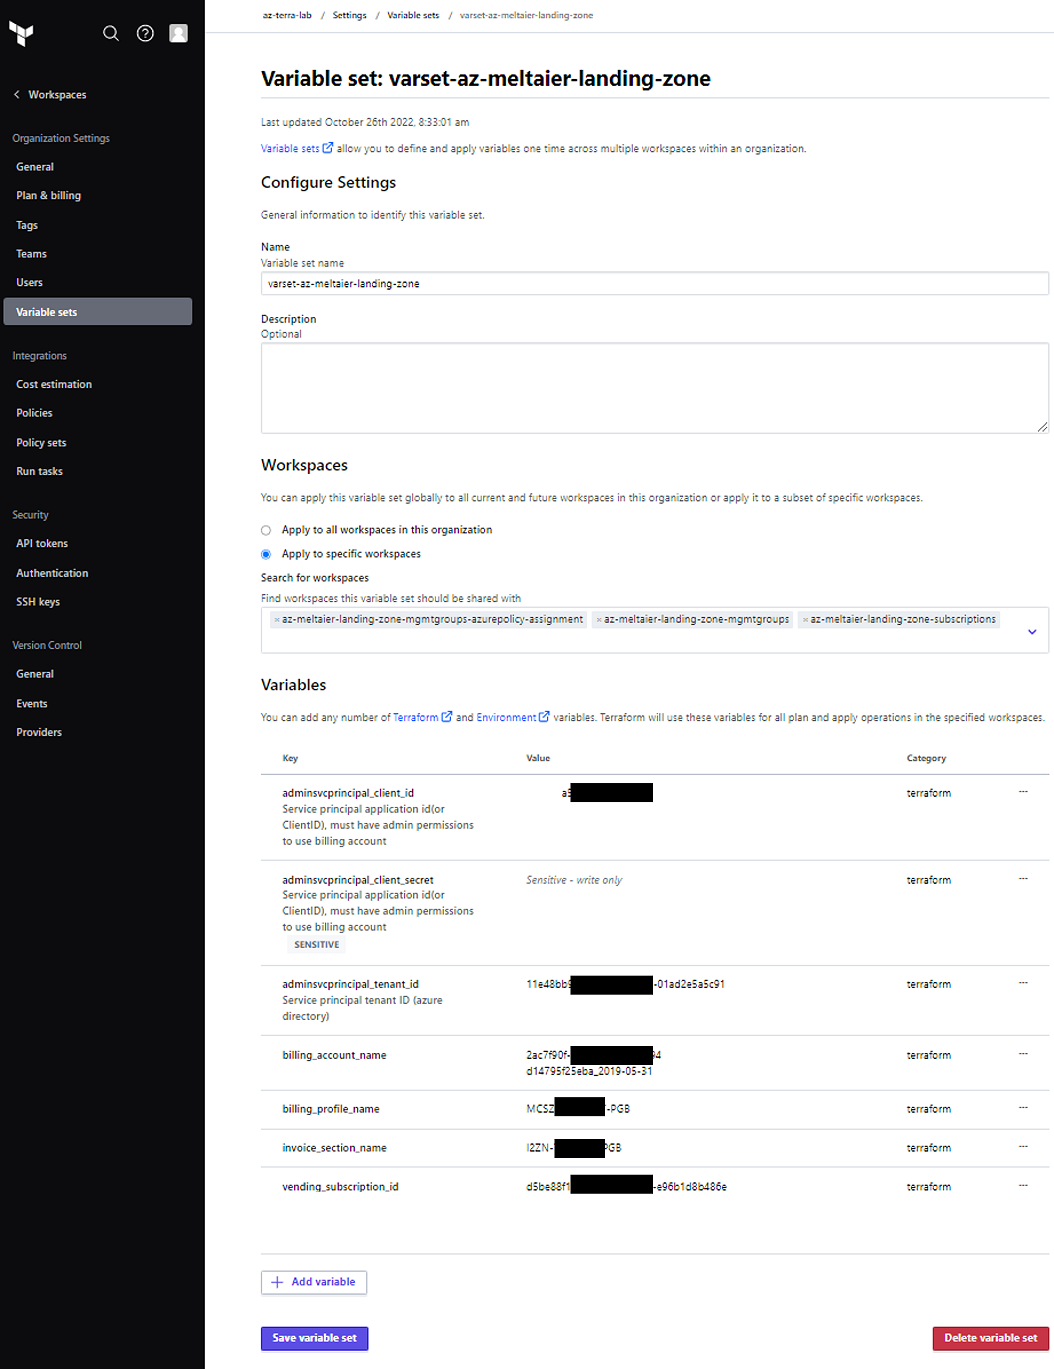 az-terra-lab / Settings / Variable sets / varset-az-meltaier-landing-zone
Workspaces
Organization Settings
General
Plan & billing
Tags
Teams
Users
Variable sets
Integrations
Cost estimation
Policies
Policy sets
Run tasks
Security
API tokens
Authentication
SSH keys
Version Control
General
Events
Providers
Variable set: varset-az-meltaier-landing-zone
Last updated October 26th 2022, 8:33:01 am
Variable sets allow you to define and apply variables one time across multiple workspaces within an organization.
Configure Settings
General information to identify this variable set.
Name
Variable set name
varset-az-meltaier-landing-zone
Description
Optional
Workspaces
You can apply this variable set globally to all current and future workspaces in this organization or apply it to a subset of specific workspaces.
Apply to all workspaces in this organization
Apply to specific workspaces
Search for workspaces
Find workspaces this variable set should be shared with
× az-meltaier-landing-zone-mgmtgroups-azurepolicy-assignment × az-meltaier-landing-zone-mgmtgroups × az-meltaier-landing-zone-subscriptions
Variables
You can add any number of Terraform and Environment variables. Terraform will use these variables for all plan and apply operations in the specified workspaces.
Key Value Category
adminsvcprincipal_client_id terraform
Service principal application id(or
ClientID), must have admin permissions
to use billing account
adminsvcprincipal_client_secret Sensitive - write only terraform
Service principal application id(or
ClientID), must have admin permissions
to use billing account
SENSITIVE
adminsvcprincipal_tenant_id 11e48bb -01ad2e5a5c91 terraform
Service principal tenant ID (azure
directory)
billing_account_name 2ac7f90f- 4 terraform
d14795f25eba_2019-05-31
billing_profile_name MCSZ -PGB terraform
invoice_section_name I2ZN- PGB terraform
vending_subscription_id d5be88f1 -e96b1d8b486e terraform
+ Add variable
Save variable set Delete variable set